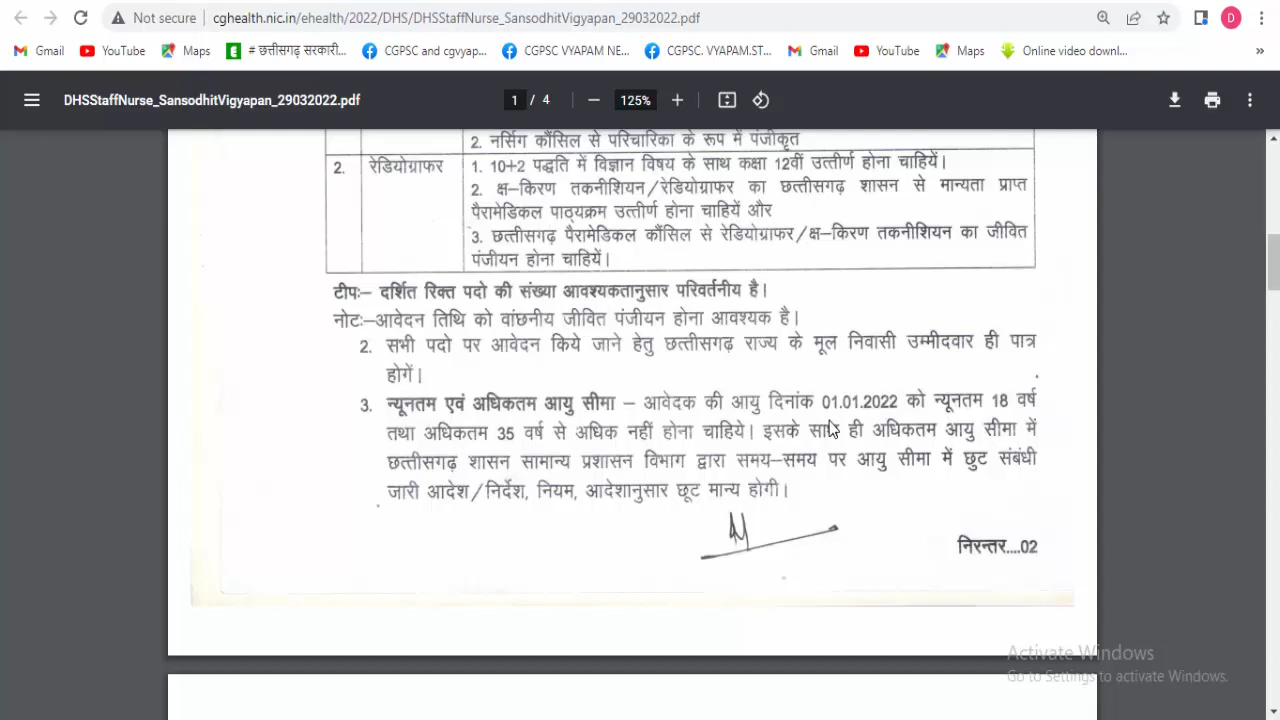 Not secure | cghealth.nic.in/ehealth/2022/DHS/DHSStaffNurse_SansodhitVigyapan_29032022.pdf D
Gmail YouTube Maps # छत्तीसगढ़ सरकारी... CGPSC and cgvyap... CGPSC VYAPAM NE... CGPSC. VYAPAM.ST... Gmail YouTube Maps Online video downl... »
DHSStaffNurse_SansodhitVigyapan_29032022.pdf 1 / 4 — 125% +
2. नर्सिग कौंसिल से परिचारिका के रूप में पंजीकृत
2. रेडियोग्राफर 1. 10+2 पद्धति में विज्ञान विषय के साथ कक्षा 12वीं उत्तीर्ण होना चाहियें।
2. क्ष–किरण तकनीशियन/रेडियोग्राफर का छत्तीसगढ़ शासन से मान्यता प्राप्त
पैरामेडिकल पाठ्यक्रम उत्तीर्ण होना चाहियें और
3. छत्तीसगढ़ पैरामेडिकल कौंसिल से रेडियोग्राफर/क्ष–किरण तकनीशियन का जीवित
पंजीयन होना चाहियें।
टीपः– दर्शित रिक्त पदो की संख्या आवश्यकतानुसार परिवर्तनीय है।
नोटः–आवेदन तिथि को वांछनीय जीवित पंजीयन होना आवश्यक है।
2. सभी पदो पर आवेदन किये जाने हेतु छत्तीसगढ़ राज्य के मूल निवासी उम्मीदवार ही पात्र
होगें।
3. न्यूनतम एवं अधिकतम आयु सीमा – आवेदक की आयु दिनांक 01.01.2022 को न्यूनतम 18 वर्ष
तथा अधिकतम 35 वर्ष से अधिक नहीं होना चाहिये। इसके साथ ही अधिकतम आयु सीमा में
छत्तीसगढ़ शासन सामान्य प्रशासन विभाग द्वारा समय–समय पर आयु सीमा में छुट संबंधी
जारी आदेश/निर्देश, नियम, आदेशानुसार छूट मान्य होगी।
निरन्तर....02
Activate Windows
Go to Settings to activate Windows.